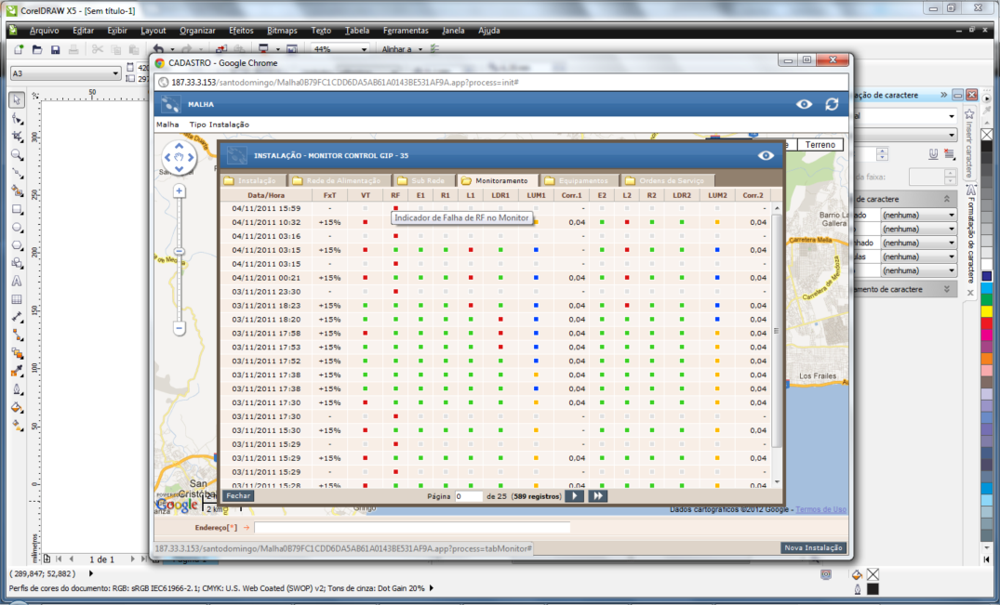 CorelDRAW X5 - [Sem título-1]
Arquivo Editar Exibir Layout Organizar Efeitos Bitmaps Texto Tabela Ferramentas Janela Ajuda
44% Alinhar a
A3
CADASTRO - Google Chrome
187.33.3.153/santodomingo/Malha0B79FC1CDD6DA5AB61A0143BE531AF9A.app?process=init#
MALHA
Malha Tipo Instalação
INSTALAÇÃO - MONITOR CONTROL GIP - 35
Terreno
Instalação Rede de Alimentação Sub Rede Monitoramento Equipamentos Ordens de Serviço
Data/Hora FxT VT RF E1 R1 L1 LDR1 LUM1 Corr.1 E2 L2 R2 LDR2 LUM2 Corr.2
04/11/2011 15:59 - - -
Indicador de Falha de RF no Monitor
04/11/2011 10:32 +15% 0,04 0,04
04/11/2011 03:16 - - -
04/11/2011 03:15 +15% - 0,04
04/11/2011 03:15 - - -
04/11/2011 00:21 +15% 0,04 0,04
03/11/2011 23:30 - - -
03/11/2011 18:23 +15% 0,04 0,04
03/11/2011 18:20 +15% 0,04 0,04
03/11/2011 17:58 +15% 0,04 0,04
03/11/2011 17:53 +15% 0,04 0,04
03/11/2011 17:52 +15% 0,04 0,04
03/11/2011 17:38 +15% 0,04 0,04
03/11/2011 17:38 +15% 0,04 0,04
03/11/2011 17:30 +15% 0,04 0,04
03/11/2011 17:30 - - -
03/11/2011 15:30 +15% - 0,04
03/11/2011 15:29 - - -
03/11/2011 15:29 +15% 0,04 0,04
03/11/2011 15:29 - - -
03/11/2011 15:28 +15% 0,04 0,04
Fechar Página 0 de 25 (589 registros)
Barrio La
Gallera
Carretera Mella
Carretera de Mendoza
Los Frailes
San
Cristóba
Google
2 km
Dados cartográficos ©2012 Google - Termos de Uso
Endereço[*]
187.33.3.153/santodomingo/Malha0B79FC1CDD6DA5AB61A0143BE531AF9A.app?process=tabMonitor#
Nova Instalação
ação de caractere
da faixa:
de caractere
(nenhuma)
(nenhuma)
(nenhuma)
(nenhuma)
(nenhuma)
amento de caractere
Inserir caractere
Formatação de caractere
50
300
250
200
150
100
50
0
milímetros
1 de 1
Página 1
(289,847; 52,882)
Perfis de cores do documento: RGB: sRGB IEC61966-2.1; CMYK: U.S. Web Coated (SWOP) v2; Tons de cinza: Dot Gain 20%